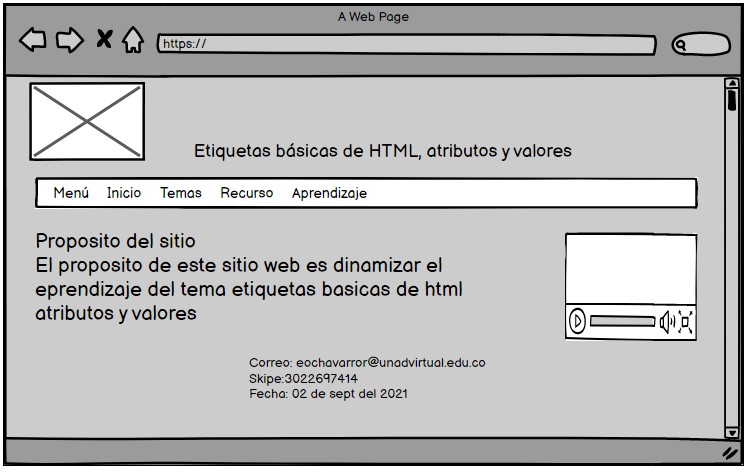 A Web Page
https://
Etiquetas básicas de HTML, atributos y valores
Menú Inicio Temas Recurso Aprendizaje
Proposito del sitio
El proposito de este sitio web es dinamizar el
eprendizaje del tema etiquetas basicas de html
atributos y valores
Correo: eochavarror@unadvirtual.edu.co
Skipe:3022697414
Fecha: 02 de sept del 2021